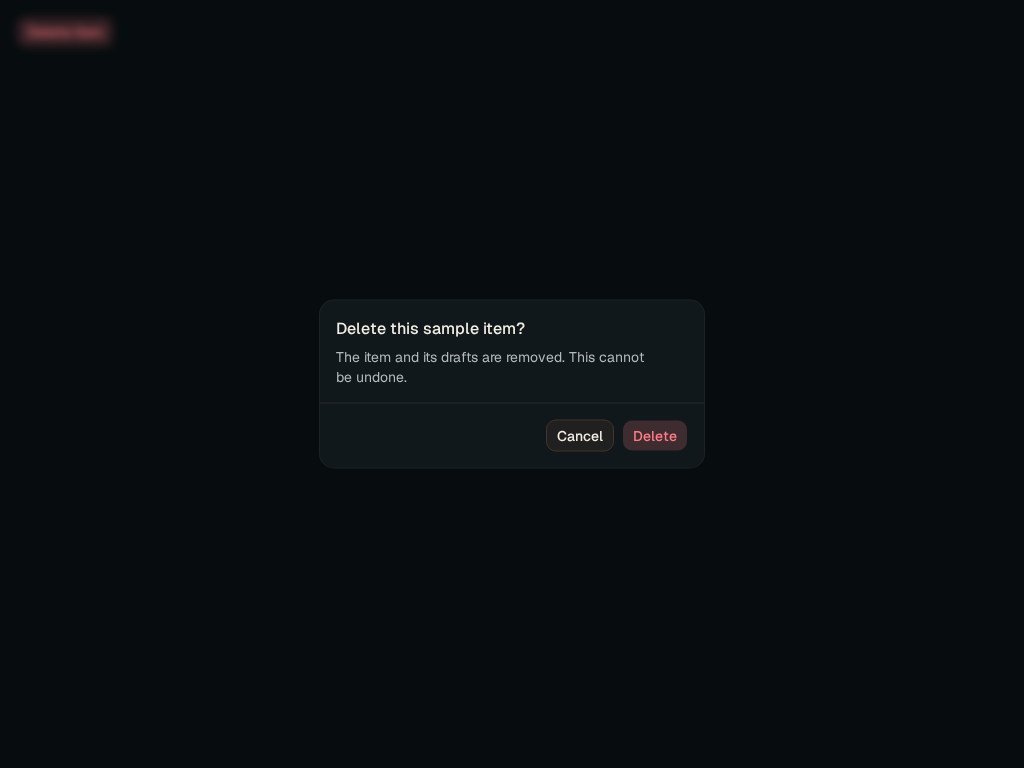 Delete this sample item?
The item and its drafts are removed. This cannot
be undone.
Cancel
Delete